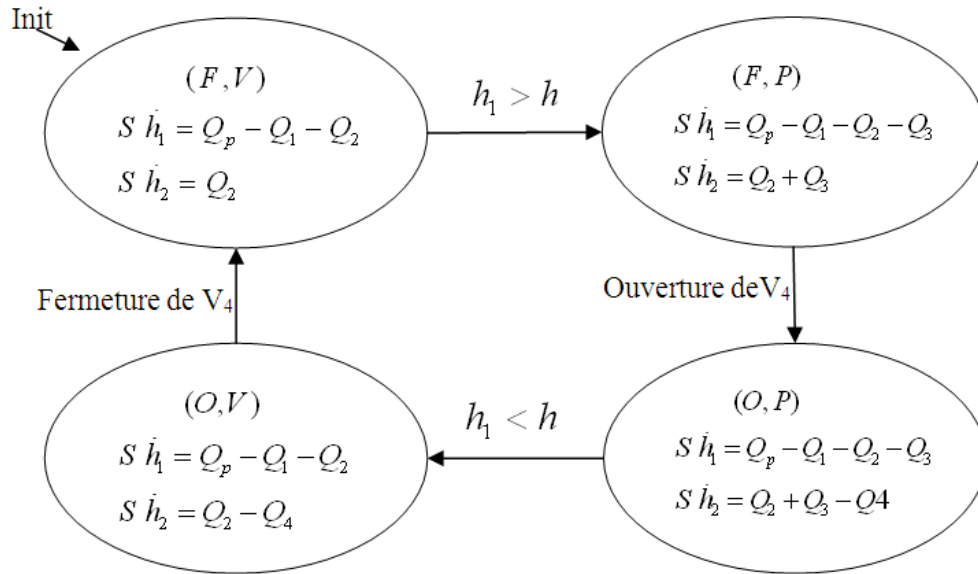 Init
(F,V)
S ḣ₁ = Qₚ − Q₁ − Q₂
S ḣ₂ = Q₂
h₁ > h
(F,P)
S ḣ₁ = Qₚ − Q₁ − Q₂ − Q₃
S ḣ₂ = Q₂ + Q₃
Fermeture de V₄
Ouverture deV₄
(O,V)
S ḣ₁ = Qₚ − Q₁ − Q₂
S ḣ₂ = Q₂ − Q₄
h₁ < h
(O,P)
S ḣ₁ = Qₚ − Q₁ − Q₂ − Q₃
S ḣ₂ = Q₂ + Q₃ − Q4